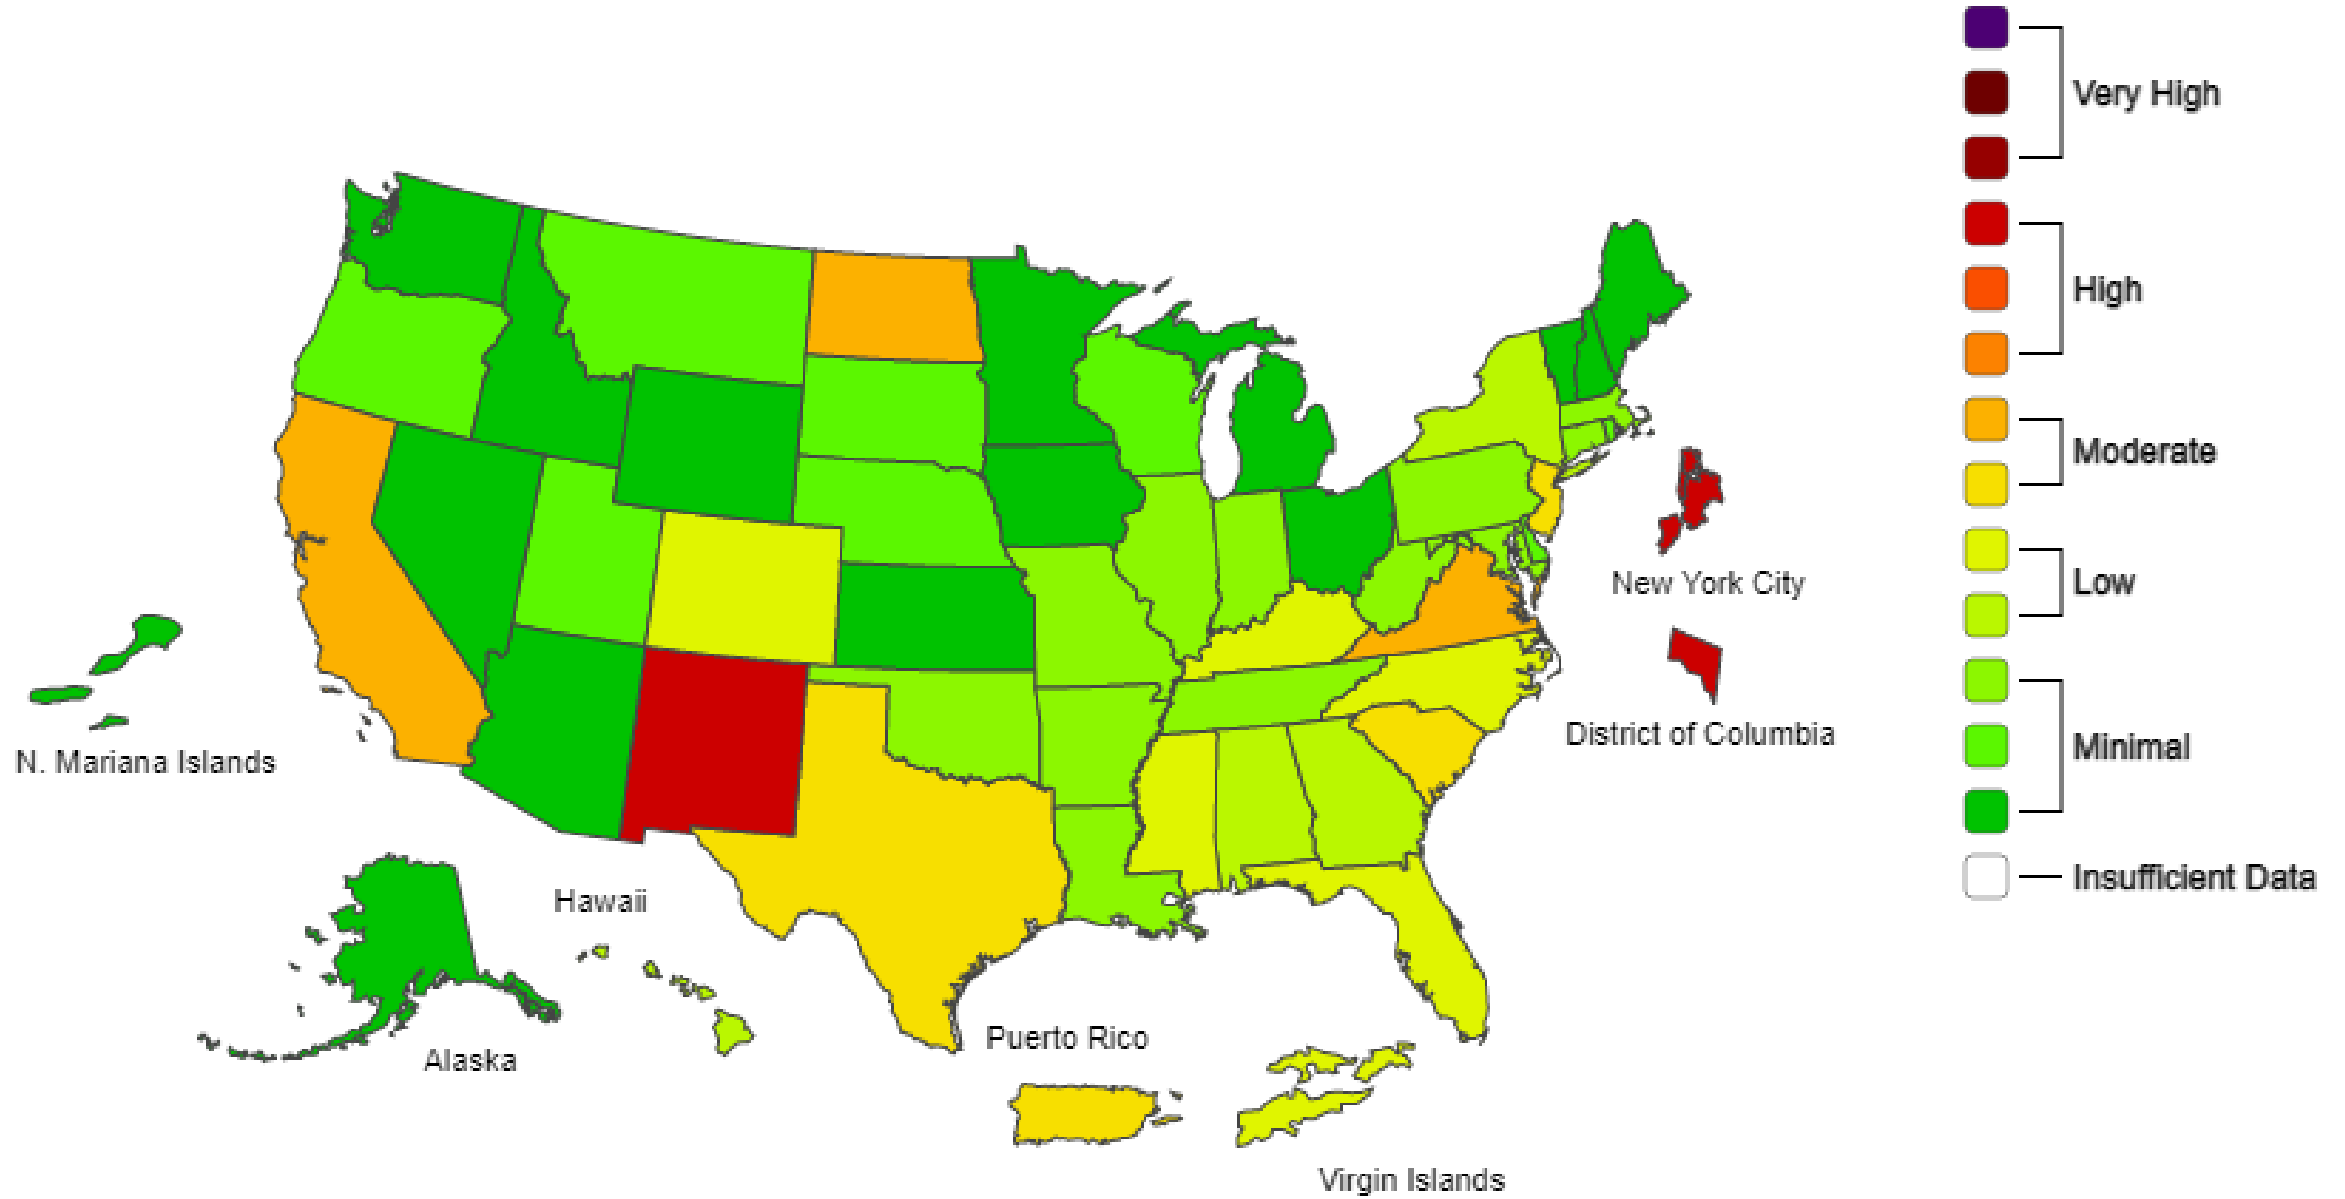 Very High
High
Moderate
Low
Minimal
Insufficient Data
New York City
District of Columbia
N. Mariana Islands
Hawaii
Alaska
Puerto Rico
Virgin Islands